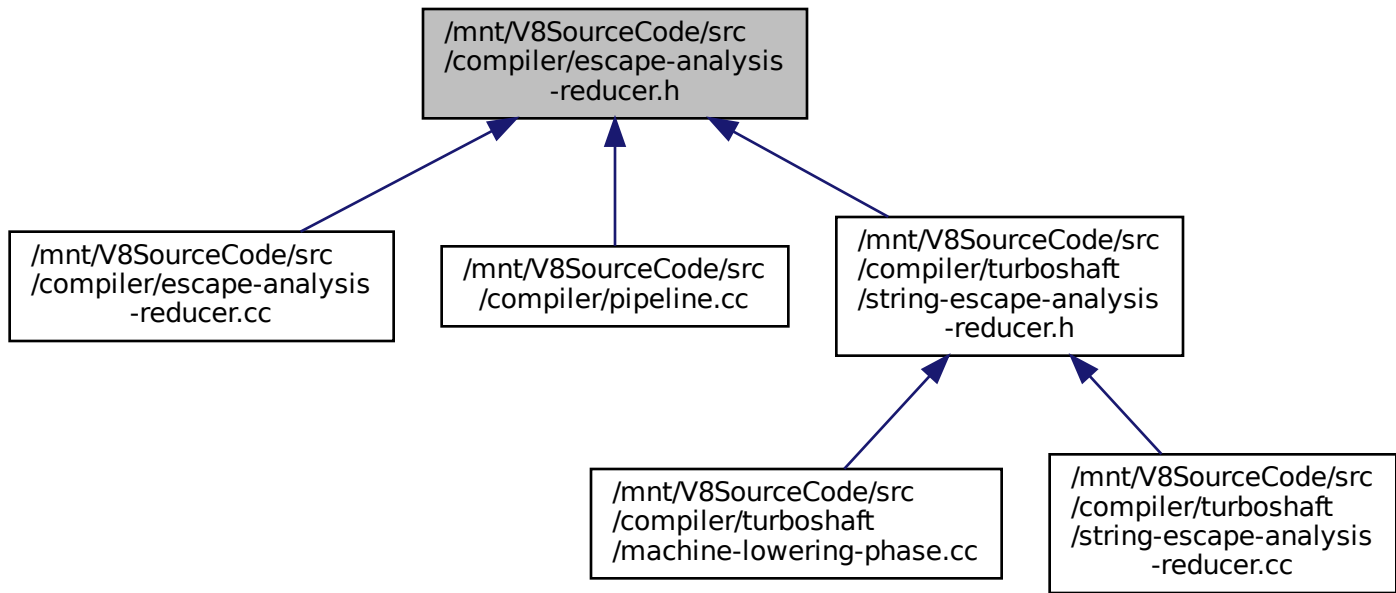 /mnt/V8SourceCode/src
/compiler/escape-analysis
-reducer.h
/mnt/V8SourceCode/src
/compiler/escape-analysis
-reducer.cc
/mnt/V8SourceCode/src
/compiler/pipeline.cc
/mnt/V8SourceCode/src
/compiler/turboshaft
/string-escape-analysis
-reducer.h
/mnt/V8SourceCode/src
/compiler/turboshaft
/machine-lowering-phase.cc
/mnt/V8SourceCode/src
/compiler/turboshaft
/string-escape-analysis
-reducer.cc